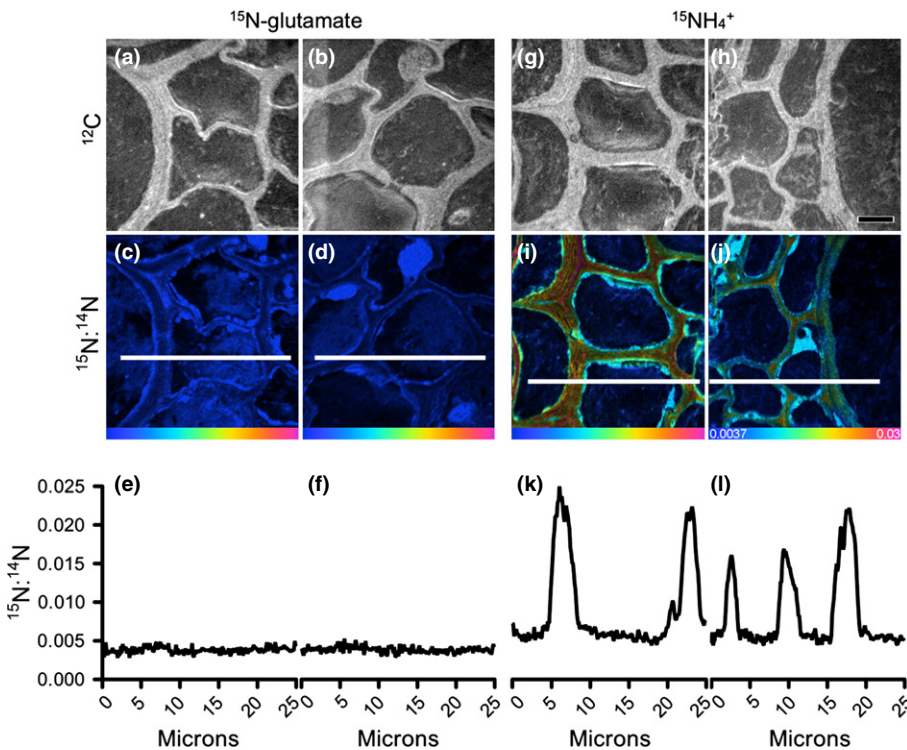 ¹⁵N-glutamate ¹⁵NH₄⁺
(a) (b) (g) (h)
¹²C
(c) (d) (i) (j)
¹⁵N:¹⁴N
0.0037 0.03
(e) (f) (k) (l)
0.025
0.020
0.015
0.010
0.005
0.000
¹⁵N:¹⁴N
0 5 10 15 20 25 0 5 10 15 20 25 0 5 10 15 20 25 0 5 10 15 20 25
Microns Microns Microns Microns